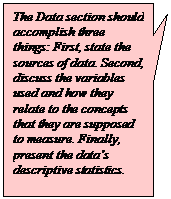 The Data section should
accomplish three
things: First, state the
sources of data. Second,
discuss the variables
used and how they
relate to the concepts
that they are supposed
to measure. Finally,
present the data's
descriptive statistics.